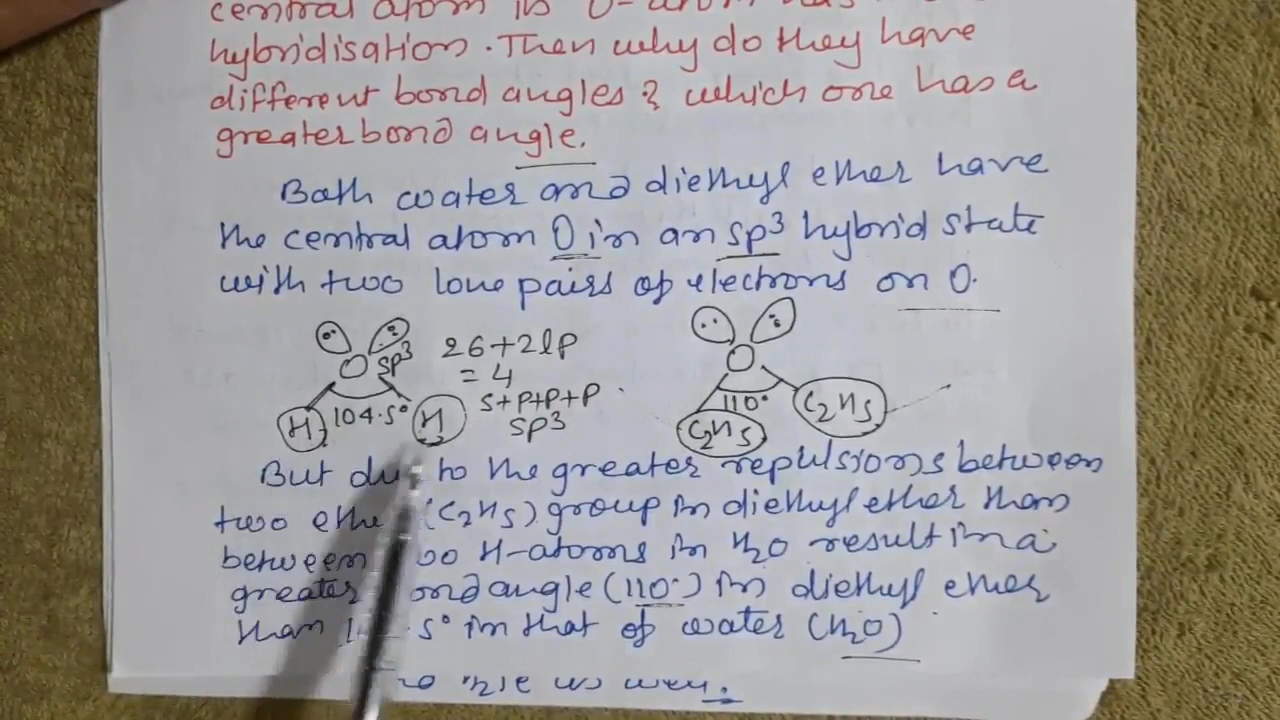 central atom
hybridisation. Then why do they have
different bond angles? which one has a
greater bond angle.
Both water and diethyl ether have
the central atom O in an sp³ hybrid state
with two lone pairs of electrons on O.
O sp³
H 104.5° H
2б+2lp
= 4
S+P+P+P
sp³
O
110°
C₂H₅ C₂H₅
But due to the greater repulsions between
two (C₂H₅) group in diethyl ether than
between H-atoms in H₂O result in a
greater angle (110°) in diethyl ether
than 5° in that of water (H₂O)